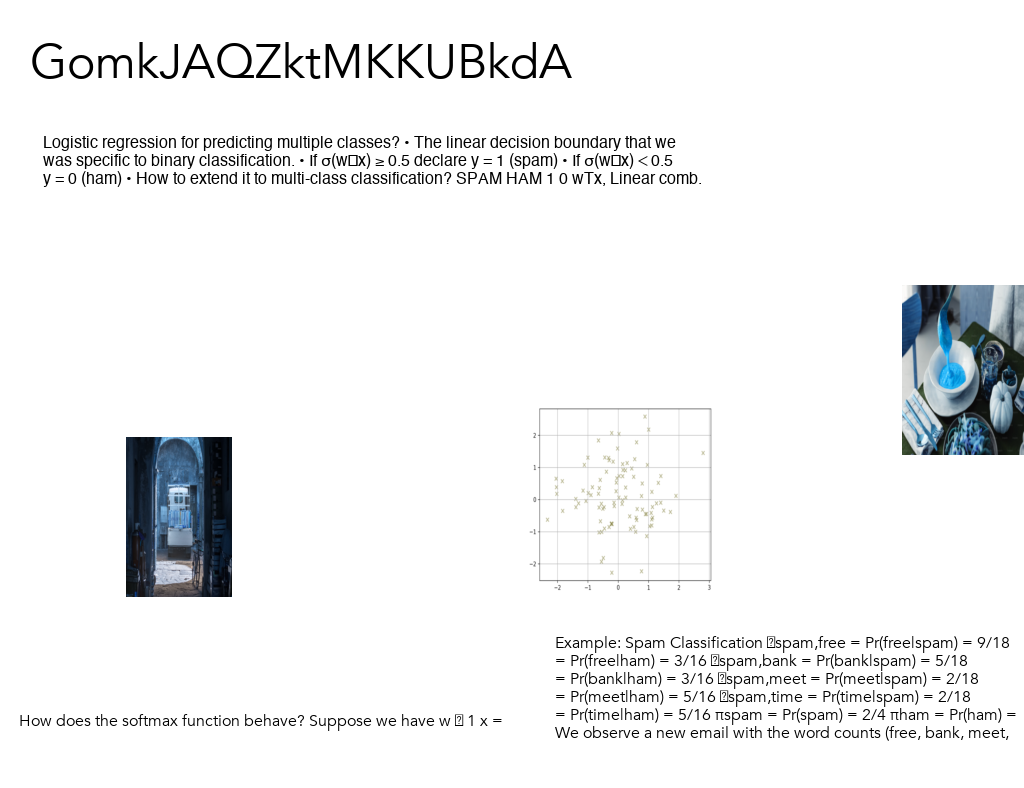 GomkJAQZktMKKUBkdA
Logistic regression for predicting multiple classes? • The linear decision boundary that we
was specific to binary classification. • If σ(w□x) ≥ 0.5 declare y = 1 (spam) • If σ(w□x) < 0.5
y = 0 (ham) • How to extend it to multi-class classification? SPAM HAM 1 0 wTx, Linear comb.
2
1
0
−1
−2
−2 −1 0 1 2 3
Example: Spam Classification □spam,free = Pr(free|spam) = 9/18
= Pr(free|ham) = 3/16 □spam,bank = Pr(bank|spam) = 5/18
= Pr(bank|ham) = 3/16 □spam,meet = Pr(meet|spam) = 2/18
= Pr(meet|ham) = 5/16 □spam,time = Pr(time|spam) = 2/18
= Pr(time|ham) = 5/16 πspam = Pr(spam) = 2/4 πham = Pr(ham) =
We observe a new email with the word counts (free, bank, meet,
How does the softmax function behave? Suppose we have w □ 1 x =